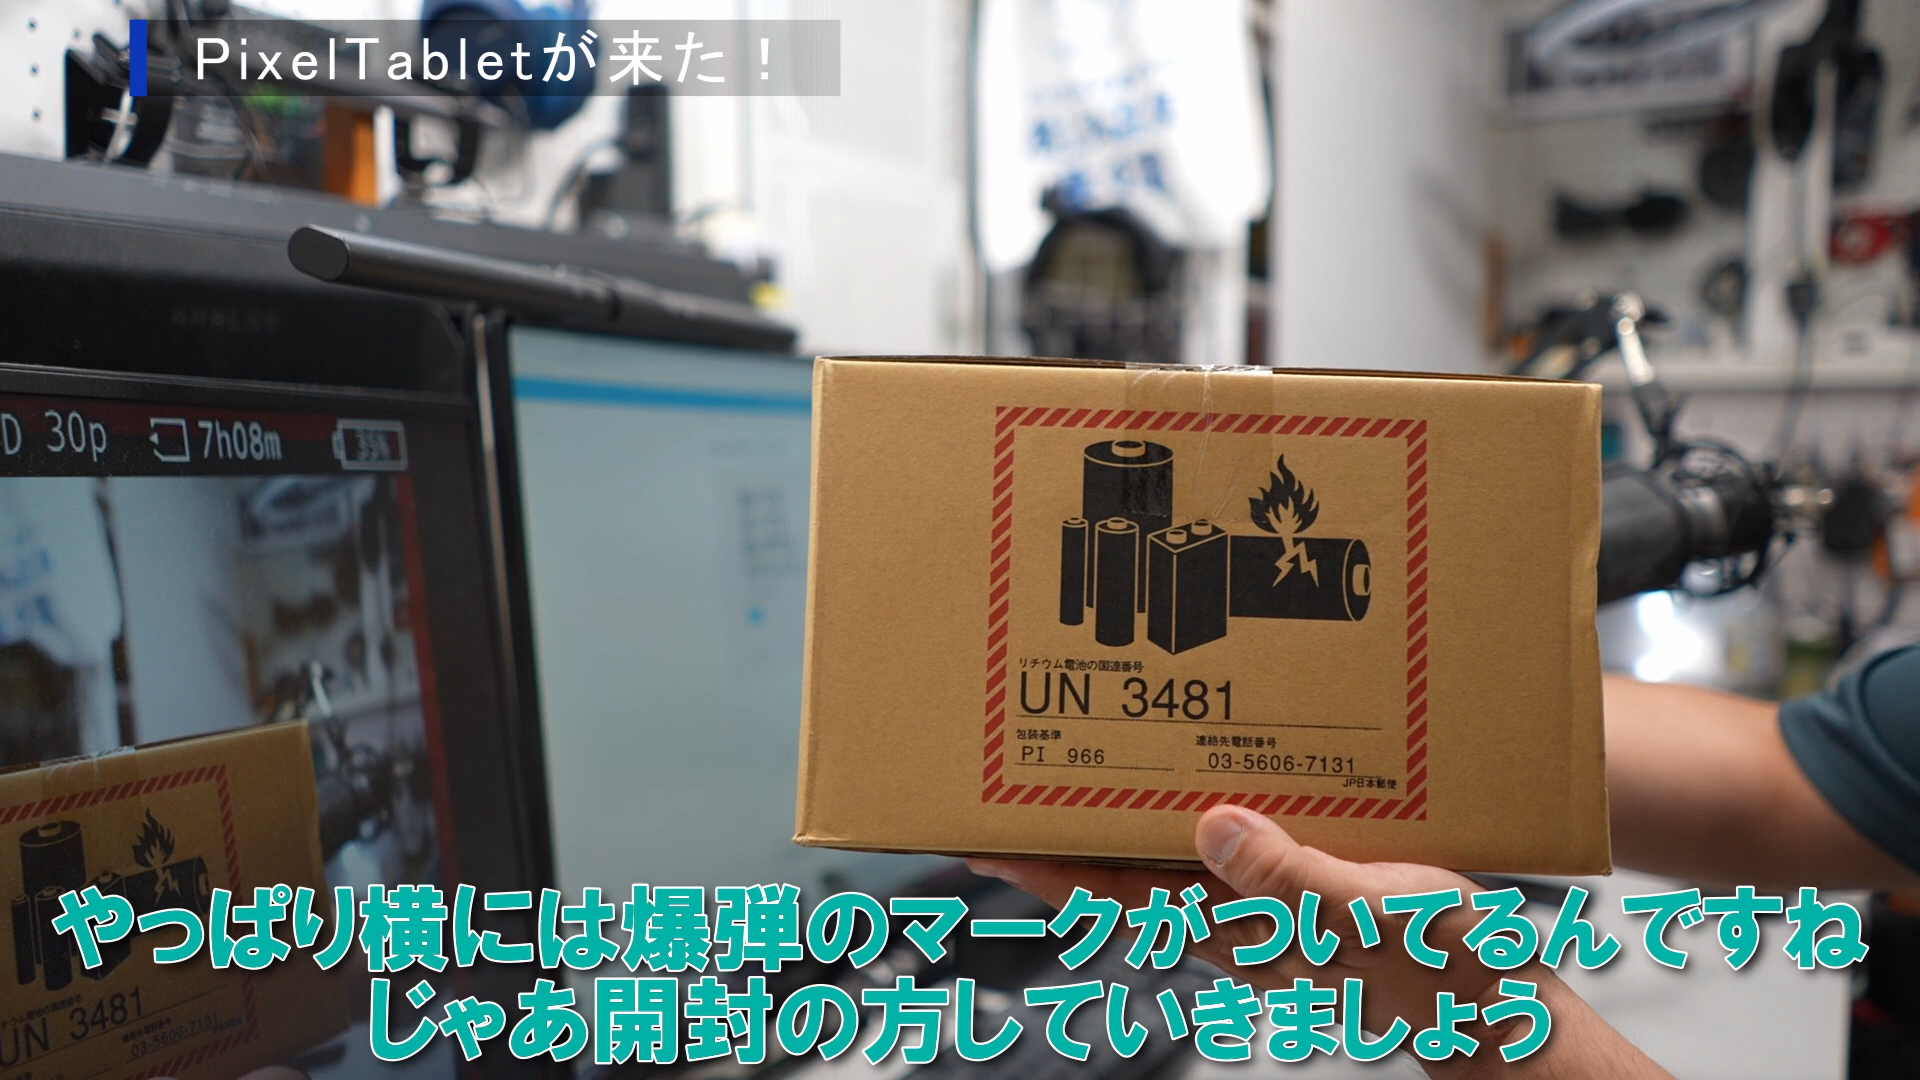 PixelTabletが来た！
D 30p 7h08m 35%
リチウム電池の国連番号
UN 3481
包装基準
PI 966
連絡先電話番号
03-5606-7131
JP日本郵便
UN 3481
03-5606-7131
やっぱり横には爆弾のマークがついてるんですね
じゃあ開封の方していきましょう